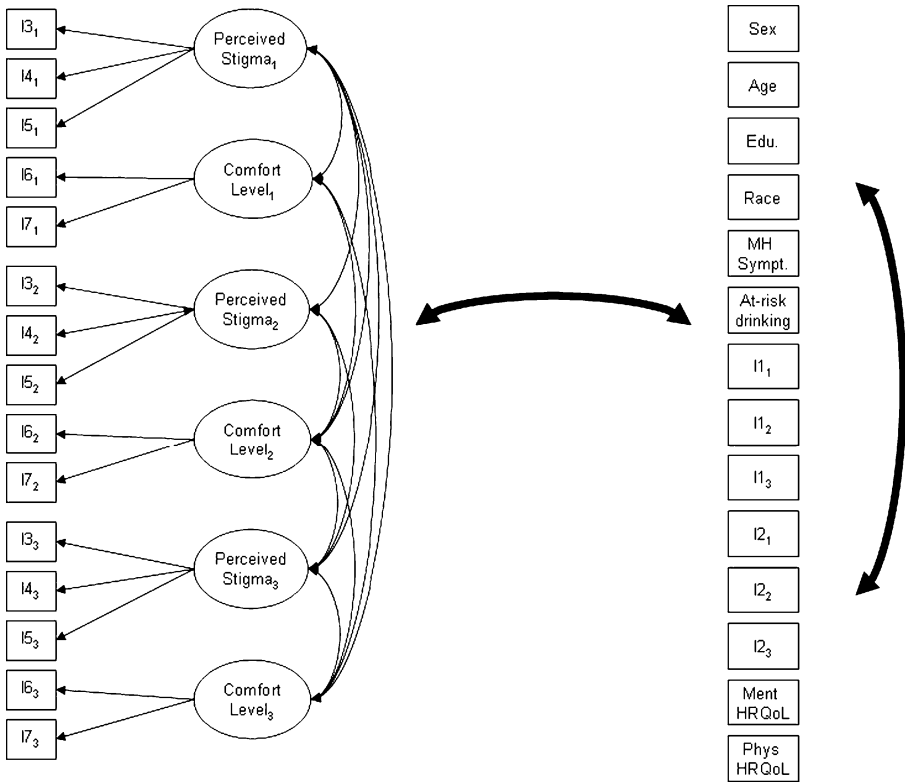 I3₁
I4₁
I5₁
I6₁
I7₁
I3₂
I4₂
I5₂
I6₂
I7₂
I3₃
I4₃
I5₃
I6₃
I7₃
Perceived
Stigma₁
Comfort
Level₁
Perceived
Stigma₂
Comfort
Level₂
Perceived
Stigma₃
Comfort
Level₃
Sex
Age
Edu.
Race
MH
Sympt.
At-risk
drinking
I1₁
I1₂
I1₃
I2₁
I2₂
I2₃
Ment
HRQoL
Phys
HRQoL